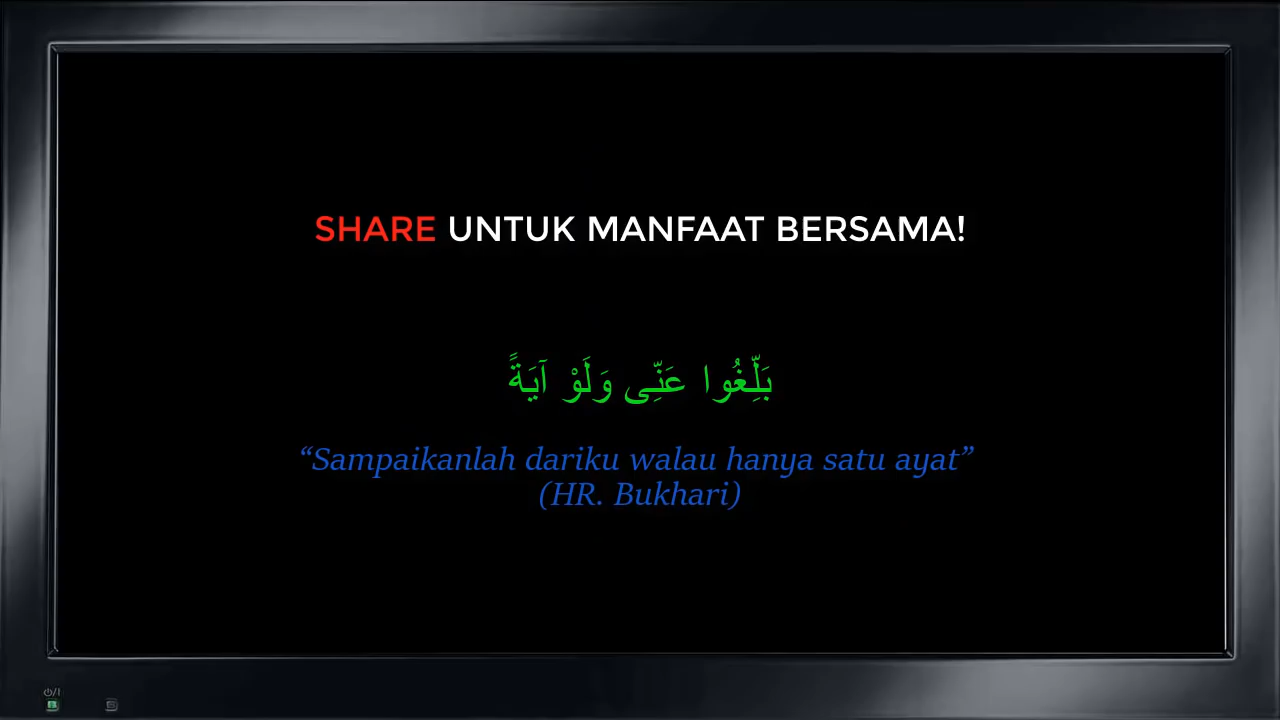 SHARE UNTUK MANFAAT BERSAMA!
بَلِّغُوا عَنِّى وَلَوْ آيَةً
“Sampaikanlah dariku walau hanya satu ayat”
(HR. Bukhari)